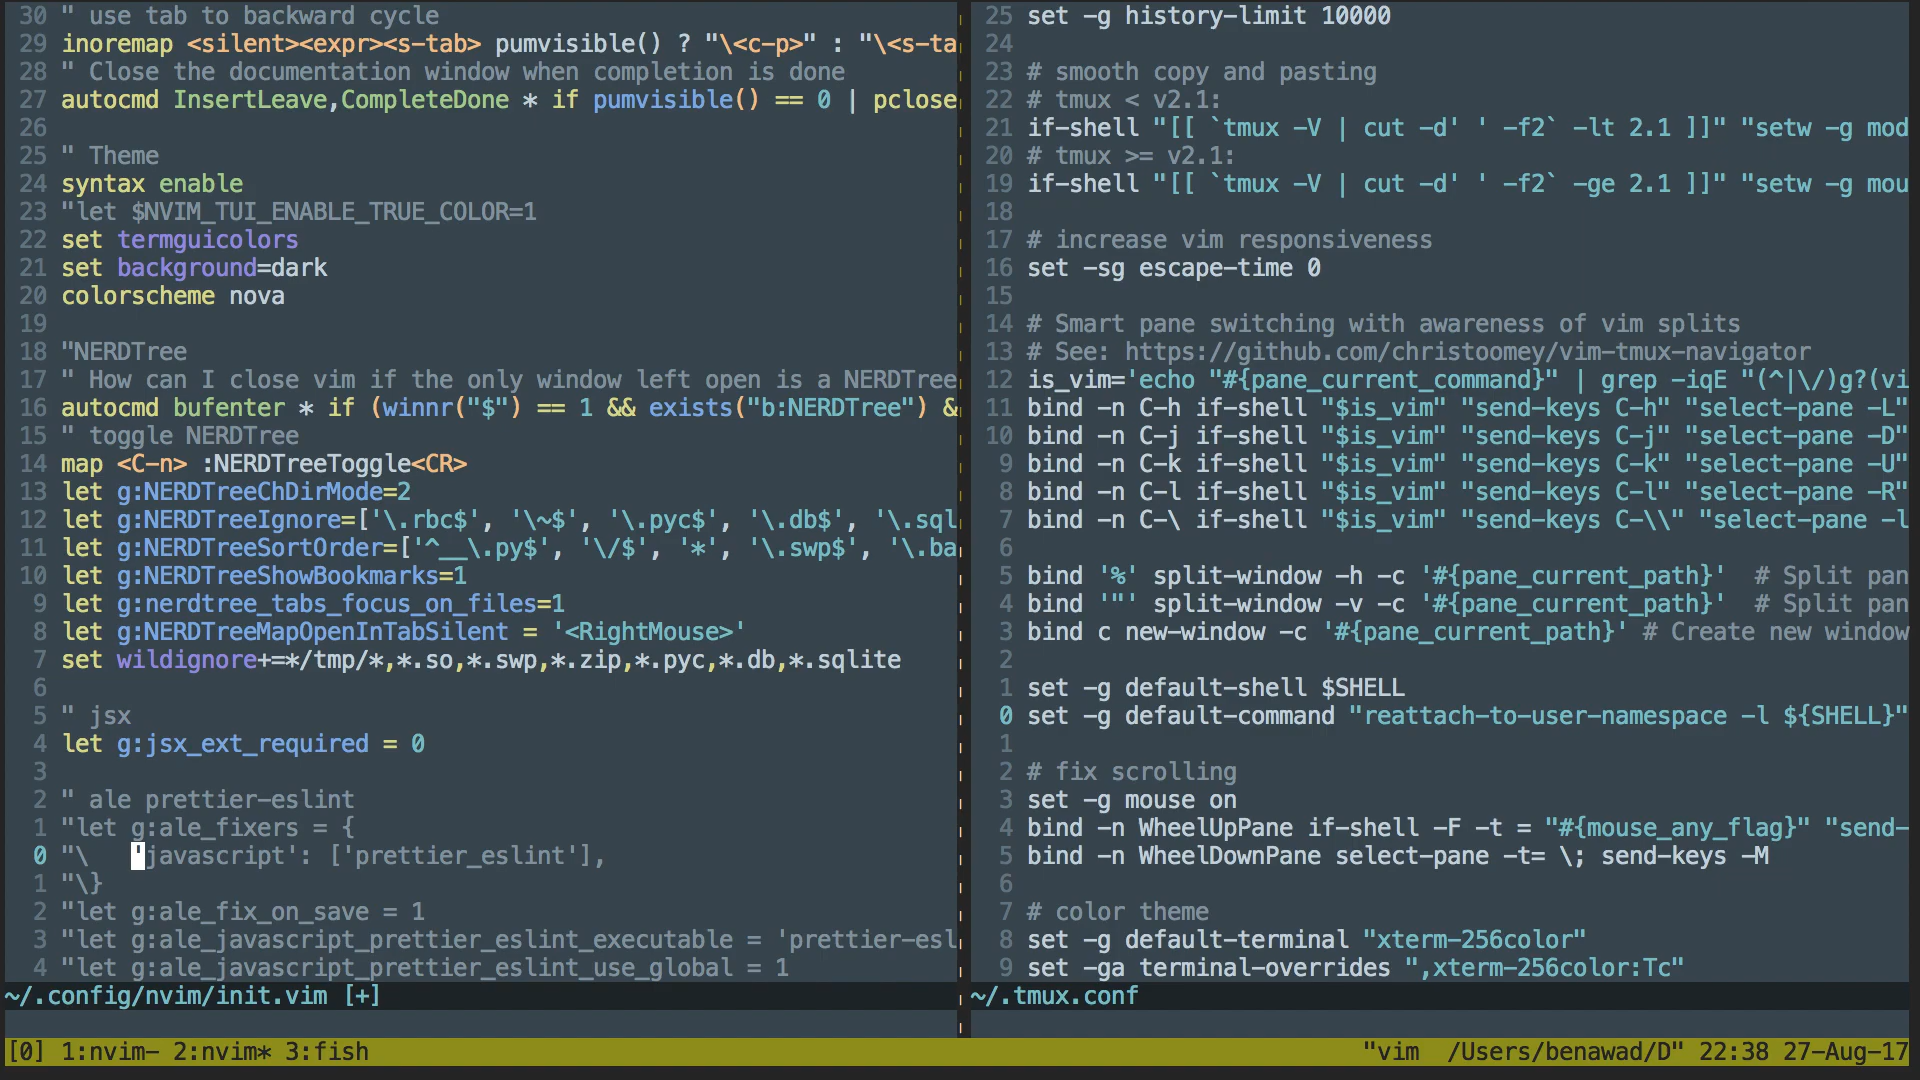 30 " use tab to backward cycle
29 inoremap <silent><expr><s-tab> pumvisible() ? "\<c-p>" : "\<s-ta
28 " Close the documentation window when completion is done
27 autocmd InsertLeave,CompleteDone * if pumvisible() == 0 | pclose
26
25 " Theme
24 syntax enable
23 "let $NVIM_TUI_ENABLE_TRUE_COLOR=1
22 set termguicolors
21 set background=dark
20 colorscheme nova
19
18 "NERDTree
17 " How can I close vim if the only window left open is a NERDTree
16 autocmd bufenter * if (winnr("$") == 1 && exists("b:NERDTree") &
15 " toggle NERDTree
14 map <C-n> :NERDTreeToggle<CR>
13 let g:NERDTreeChDirMode=2
12 let g:NERDTreeIgnore=['\.rbc$', '\~$', '\.pyc$', '\.db$', '\.sql
11 let g:NERDTreeSortOrder=['^__\.py$', '\/$', '*', '\.swp$', '\.ba
10 let g:NERDTreeShowBookmarks=1
9 let g:nerdtree_tabs_focus_on_files=1
8 let g:NERDTreeMapOpenInTabSilent = '<RightMouse>'
7 set wildignore+=*/tmp/*,*.so,*.swp,*.zip,*.pyc,*.db,*.sqlite
6
5 " jsx
4 let g:jsx_ext_required = 0
3
2 " ale prettier-eslint
1 "let g:ale_fixers = {
0 "\   'javascript': ['prettier_eslint'],
1 "\}
2 "let g:ale_fix_on_save = 1
3 "let g:ale_javascript_prettier_eslint_executable = 'prettier-esl
4 "let g:ale_javascript_prettier_eslint_use_global = 1
~/.config/nvim/init.vim [+]
25 set -g history-limit 10000
24
23 # smooth copy and pasting
22 # tmux < v2.1:
21 if-shell "[[ `tmux -V | cut -d' ' -f2` -lt 2.1 ]]" "setw -g mod
20 # tmux >= v2.1:
19 if-shell "[[ `tmux -V | cut -d' ' -f2` -ge 2.1 ]]" "setw -g mou
18
17 # increase vim responsiveness
16 set -sg escape-time 0
15
14 # Smart pane switching with awareness of vim splits
13 # See: https://github.com/christoomey/vim-tmux-navigator
12 is_vim='echo "#{pane_current_command}" | grep -iqE "(^|\/)g?(vi
11 bind -n C-h if-shell "$is_vim" "send-keys C-h" "select-pane -L"
10 bind -n C-j if-shell "$is_vim" "send-keys C-j" "select-pane -D"
9 bind -n C-k if-shell "$is_vim" "send-keys C-k" "select-pane -U"
8 bind -n C-l if-shell "$is_vim" "send-keys C-l" "select-pane -R"
7 bind -n C-\ if-shell "$is_vim" "send-keys C-\\" "select-pane -l
6
5 bind '%' split-window -h -c '#{pane_current_path}'  # Split pan
4 bind '"' split-window -v -c '#{pane_current_path}'  # Split pan
3 bind c new-window -c '#{pane_current_path}' # Create new window
2
1 set -g default-shell $SHELL
0 set -g default-command "reattach-to-user-namespace -l ${SHELL}"
1
2 # fix scrolling
3 set -g mouse on
4 bind -n WheelUpPane if-shell -F -t = "#{mouse_any_flag}" "send-
5 bind -n WheelDownPane select-pane -t= \; send-keys -M
6
7 # color theme
8 set -g default-terminal "xterm-256color"
9 set -ga terminal-overrides ",xterm-256color:Tc"
~/.tmux.conf
[0] 1:nvim- 2:nvim* 3:fish "vim  /Users/benawad/D" 22:38 27-Aug-17